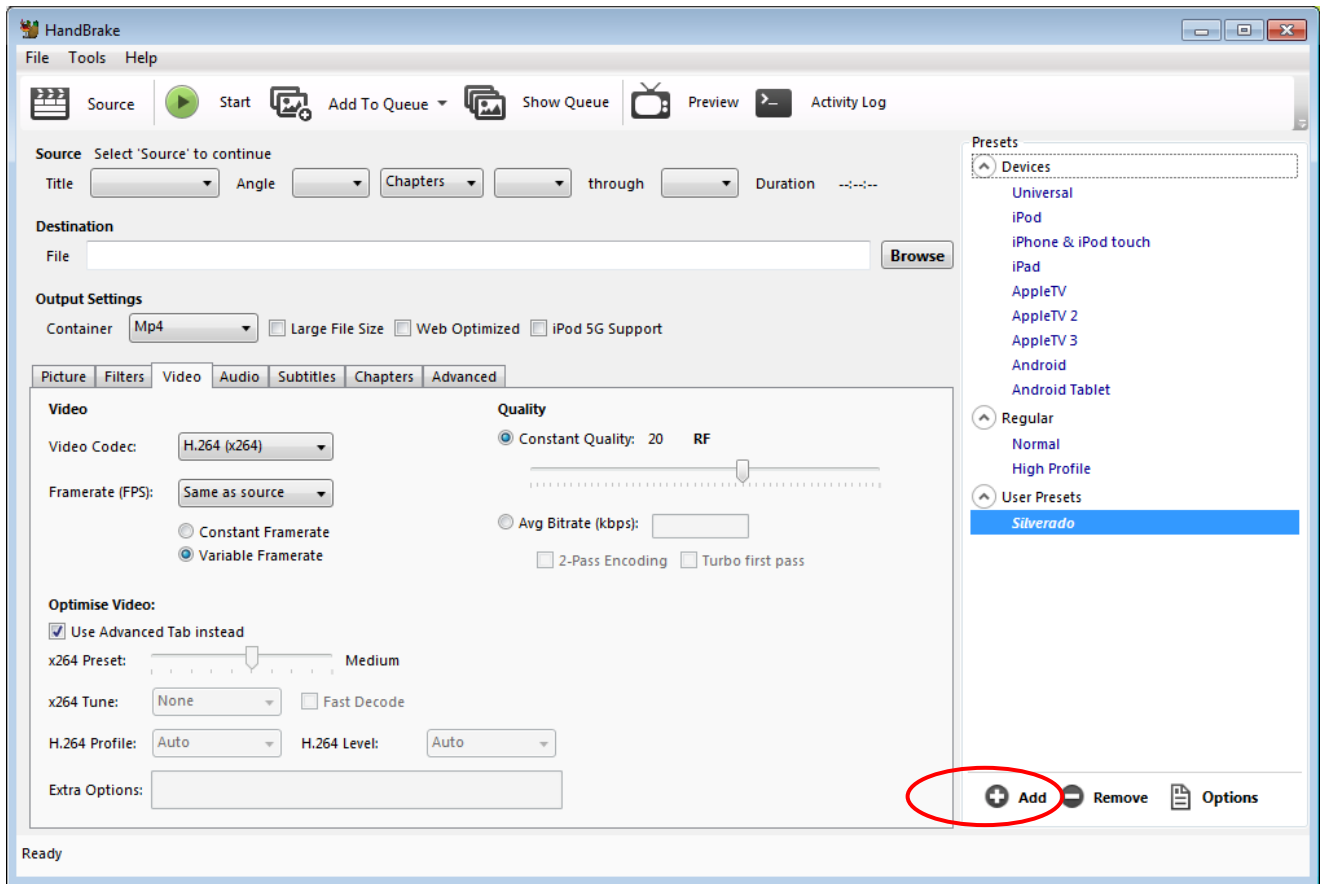 HandBrake
File Tools Help
Source Start Add To Queue Show Queue Preview Activity Log
Source Select 'Source' to continue
Title Angle Chapters through Duration --:--:--
Destination
File Browse
Output Settings
Container Mp4 Large File Size Web Optimized iPod 5G Support
Picture Filters Video Audio Subtitles Chapters Advanced
Video
Video Codec: H.264 (x264)
Framerate (FPS): Same as source
Constant Framerate
Variable Framerate
Quality
Constant Quality: 20 RF
Avg Bitrate (kbps):
2-Pass Encoding Turbo first pass
Optimise Video:
Use Advanced Tab instead
x264 Preset: Medium
x264 Tune: None Fast Decode
H.264 Profile: Auto H.264 Level: Auto
Extra Options:
Presets
Devices
Universal
iPod
iPhone & iPod touch
iPad
AppleTV
AppleTV 2
AppleTV 3
Android
Android Tablet
Regular
Normal
High Profile
User Presets
Silverado
Add Remove Options
Ready